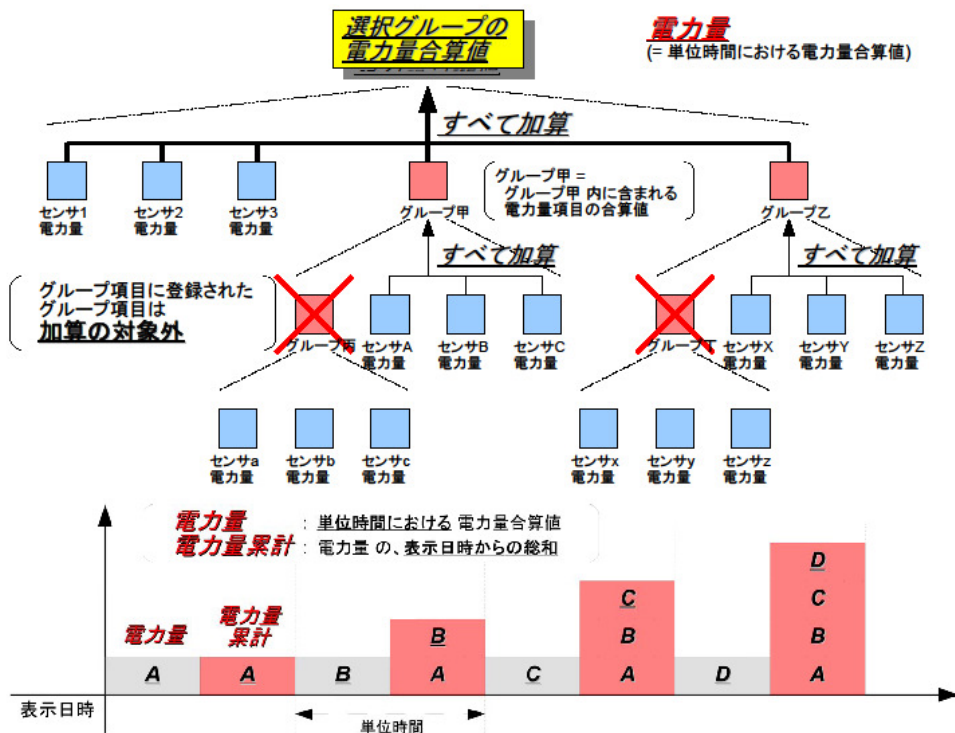 選択グループの
電力量合算値
電力量
(= 単位時間における電力量合算値)
すべて加算
センサ1
電力量
センサ2
電力量
センサ3
電力量
グループ甲
グループ甲 =
グループ甲 内に含まれる
電力量項目の合算値
グループ乙
すべて加算
すべて加算
グループ項目に登録された
グループ項目は
加算の対象外
グループ丙
センサA
電力量
センサB
電力量
センサC
電力量
グループ丁
センサX
電力量
センサY
電力量
センサZ
電力量
センサa
電力量
センサb
電力量
センサc
電力量
センサx
電力量
センサy
電力量
センサz
電力量
電力量 : 単位時間における 電力量合算値
電力量累計 : 電力量 の、表示日時からの総和
電力量
電力量
累計
A
A
B
B
A
C
C
B
A
D
D
C
B
A
表示日時
単位時間